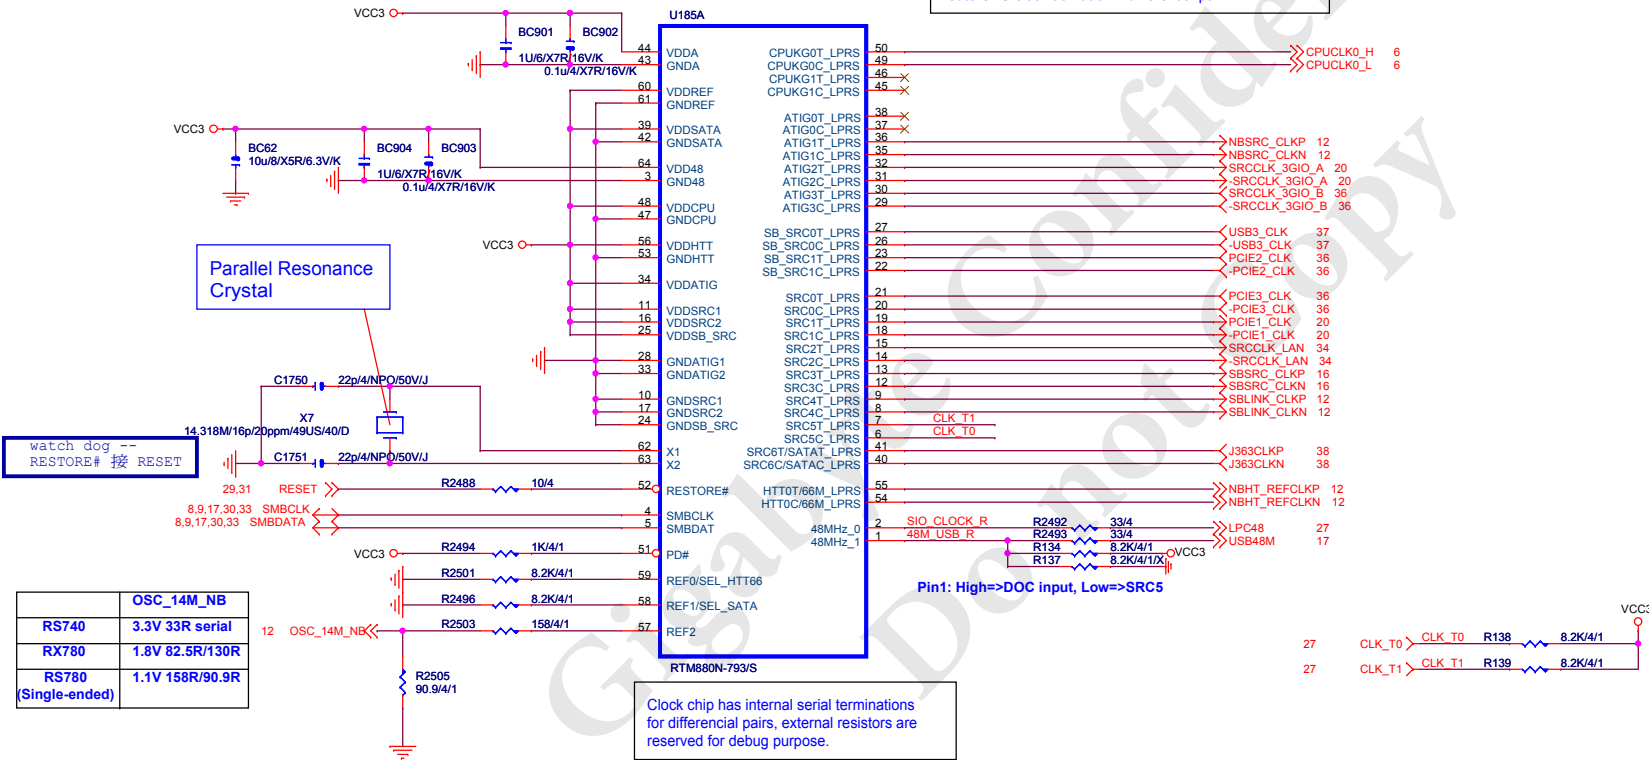 U185A
VCC3
BC901
BC902
1U/6/X7R/16V/K
0.1u/4/X7R/16V/K
VCC3
BC62
10u/8/X5R/6.3V/K
BC904
BC903
1U/6/X7R/16V/K
0.1u/4/X7R/16V/K
VCC3
Parallel Resonance
Crystal
C1750
22p/4/NPO/50V/J
X7
14.318M/16p/20ppm/49US/40/D
C1751
22p/4/NPO/50V/J
watch dog --
RESTORE# 接 RESET
29,31 RESET
R2488 10/4
8,9,17,30,33 SMBCLK
8,9,17,30,33 SMBDATA
VCC3
R2494 1K/4/1
R2501 8.2K/4/1
R2496 8.2K/4/1
12 OSC_14M_NB
R2503 158/4/1
R2505
90.9/4/1
OSC_14M_NB
RS740 3.3V 33R serial
RX780 1.8V 82.5R/130R
RS780 1.1V 158R/90.9R
(Single-ended)
44 VDDA
43 GNDA
60 VDDREF
61 GNDREF
39 VDDSATA
42 GNDSATA
64 VDD48
3 GND48
48 VDDCPU
47 GNDCPU
56 VDDHTT
53 GNDHTT
34 VDDATIG
11 VDDSRC1
16 VDDSRC2
25 VDDSB_SRC
28 GNDATIG1
33 GNDATIG2
10 GNDSRC1
17 GNDSRC2
24 GNDSB_SRC
62 X1
63 X2
52 RESTORE#
4 SMBCLK
5 SMBDAT
51 PD#
59 REF0/SEL_HTT66
58 REF1/SEL_SATA
57 REF2
RTM880N-793/S
CPUKG0T_LPRS 50 CPUCLK0_H 6
CPUKG0C_LPRS 49 CPUCLK0_L 6
CPUKG1T_LPRS 46
CPUKG1C_LPRS 45
ATIG0T_LPRS 38
ATIG0C_LPRS 37
ATIG1T_LPRS 36 NBSRC_CLKP 12
ATIG1C_LPRS 35 NBSRC_CLKN 12
ATIG2T_LPRS 32 SRCCLK_3GIO_A 20
ATIG2C_LPRS 31 -SRCCLK_3GIO_A 20
ATIG3T_LPRS 30 SRCCLK_3GIO_B 36
ATIG3C_LPRS 29 -SRCCLK_3GIO_B 36
SB_SRC0T_LPRS 27 USB3_CLK 37
SB_SRC0C_LPRS 26 -USB3_CLK 37
SB_SRC1T_LPRS 23 PCIE2_CLK 36
SB_SRC1C_LPRS 22 -PCIE2_CLK 36
SRC0T_LPRS 21 PCIE3_CLK 36
SRC0C_LPRS 20 -PCIE3_CLK 36
SRC1T_LPRS 19 PCIE1_CLK 20
SRC1C_LPRS 18 -PCIE1_CLK 20
SRC2T_LPRS 15 SRCCLK_LAN 34
SRC2C_LPRS 14 -SRCCLK_LAN 34
SRC3T_LPRS 13 SBSRC_CLKP 16
SRC3C_LPRS 12 SBSRC_CLKN 16
SRC4T_LPRS 9 SBLINK_CLKP 12
SRC4C_LPRS 8 SBLINK_CLKN 12
SRC5T_LPRS 7 CLK_T1
SRC5C_LPRS 6 CLK_T0
SRC6T/SATAT_LPRS 41 J363CLKP 38
SRC6C/SATAC_LPRS 40 J363CLKN 38
HTT0T/66M_LPRS 55 NBHT_REFCLKP 12
HTT0C/66M_LPRS 54 NBHT_REFCLKN 12
48MHz_0 2 SIO_CLOCK_R R2492 33/4 LPC48 27
48MHz_1 1 48M_USB_R R2493 33/4 USB48M 17
R134 8.2K/4/1 VCC3
R137 8.2K/4/1/X
Pin1: High=>DOC input, Low=>SRC5
Clock chip has internal serial terminations
for differencial pairs, external resistors are
reserved for debug purpose.
VCC3
27 CLK_T0 CLK_T0 R138 8.2K/4/1
27 CLK_T1 CLK_T1 R139 8.2K/4/1
Gigabyte
Do not Copy